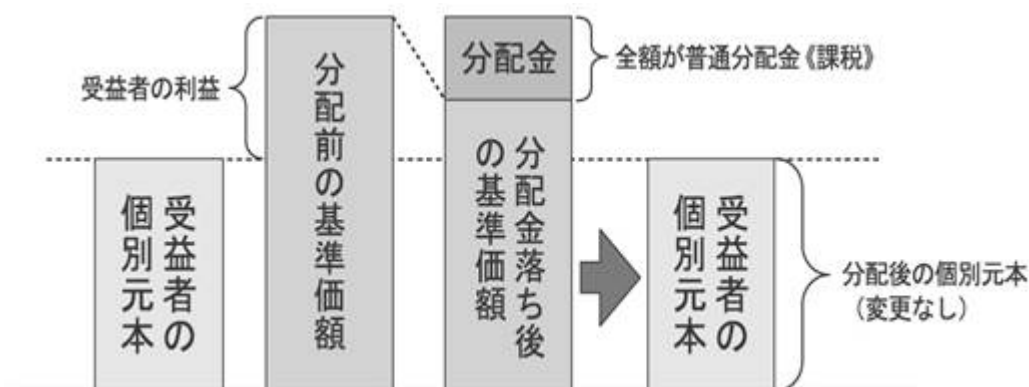 受益者の利益
受益者の
個別元本
分配前の基準価額
分配金
全額が普通分配金《課税》
分配金落ち後
の基準価額
受益者の
個別元本
分配後の個別元本
（変更なし）